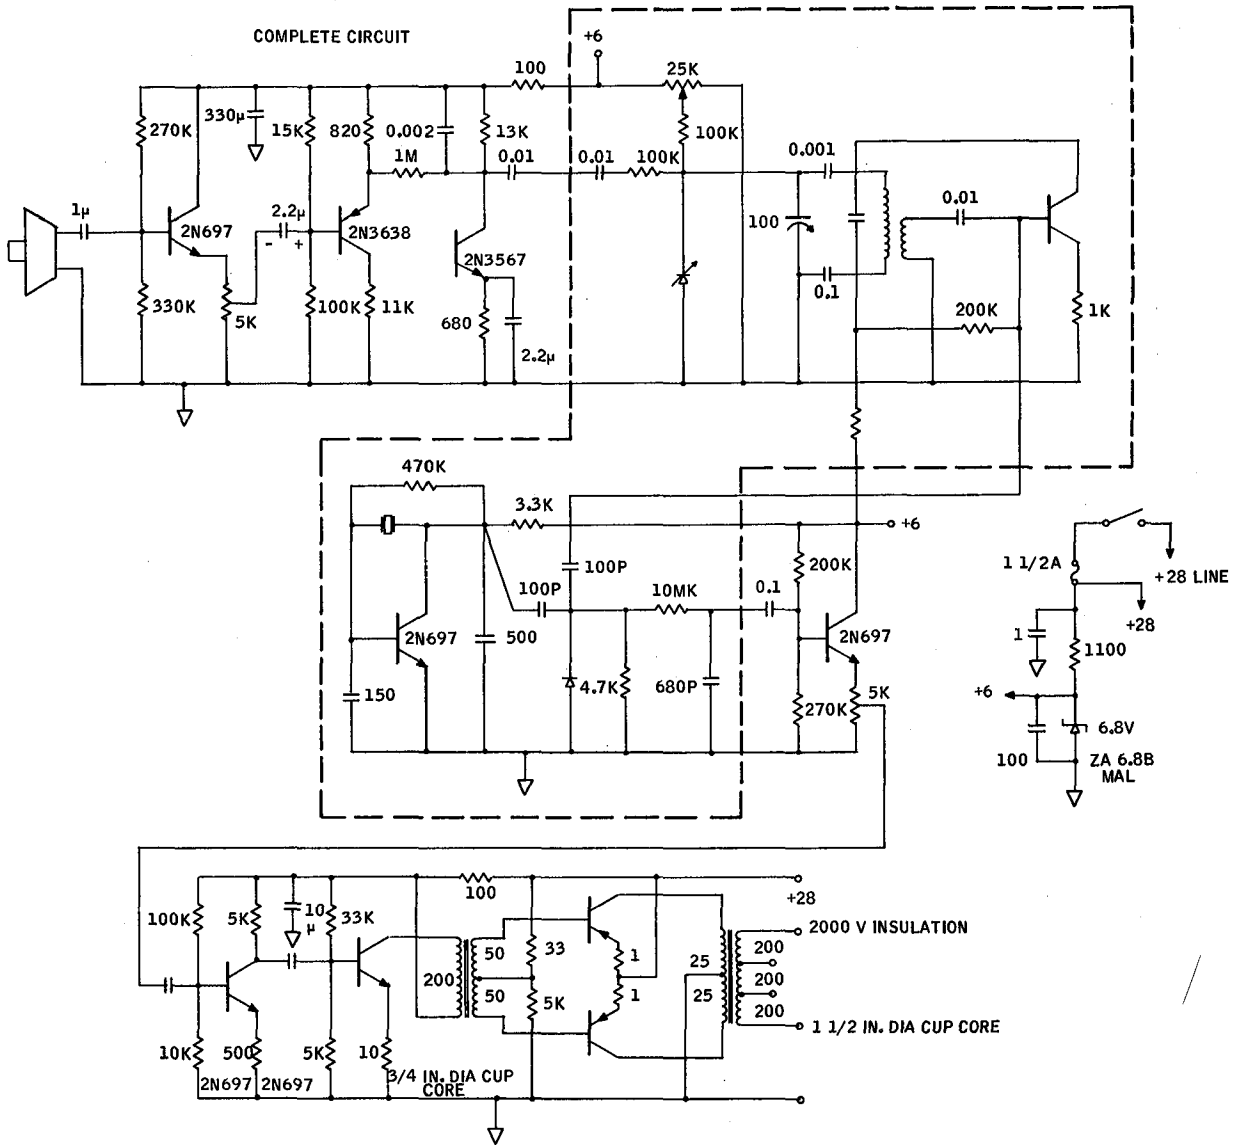 COMPLETE CIRCUIT
+6
100
25K
330μ
270K
15K
820
0.002
13K
100K
1M
0.01
0.01
100K
0.001
1μ
2.2μ
0.01
2N697
2N3638
100
- +
2N3567
0.1
330K
5K
100K
11K
680
200K
1K
2.2μ
470K
3.3K
+6
200K
1 1/2A
+28 LINE
100P
100P
10MK
0.1
+28
2N697
500
2N697
1
1100
150
4.7K
680P
5K
+6
270K
6.8V
100
ZA 6.8B
MAL
100
+28
100K
5K
10
μ
33K
2000 V INSULATION
50
33
1
25
200
200
200
50
5K
1
25
200
1 1/2 IN. DIA CUP CORE
10K
500
5K
10
2N697
2N697
3/4 IN. DIA CUP
CORE